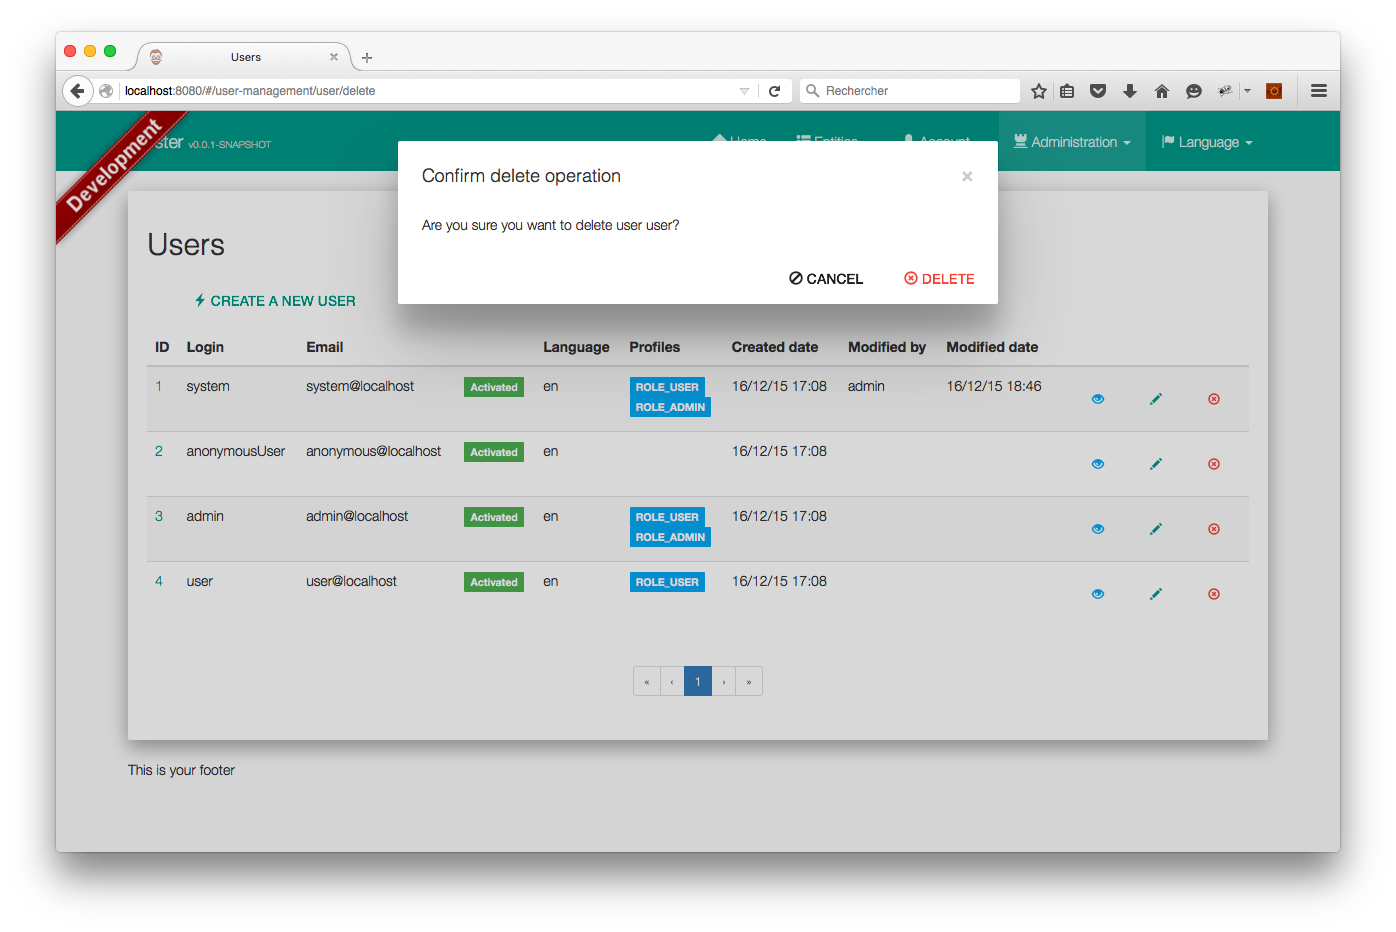 Users
localhost:8080/#/user-management/user/delete
Rechercher
Development
ster v0.0.1-SNAPSHOT
Home
Entities
Account
Administration
Language
Confirm delete operation
×
Are you sure you want to delete user user?
CANCEL
DELETE
Users
CREATE A NEW USER
ID Login Email Language Profiles Created date Modified by Modified date
1 system system@localhost Activated en ROLE_USER 16/12/15 17:08 admin 16/12/15 18:46
ROLE_ADMIN
2 anonymousUser anonymous@localhost Activated en 16/12/15 17:08
3 admin admin@localhost Activated en ROLE_USER 16/12/15 17:08
ROLE_ADMIN
4 user user@localhost Activated en ROLE_USER 16/12/15 17:08
« ‹ 1 › »
This is your footer